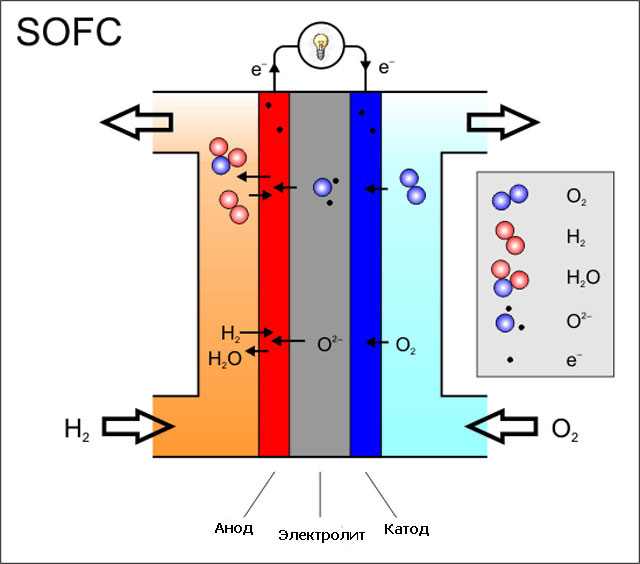 SOFC
e⁻
e⁻
O₂
H₂
H₂O
O²⁻
e⁻
H₂
H₂O
O²⁻
O₂
H₂
O₂
Анод
Электролит
Катод